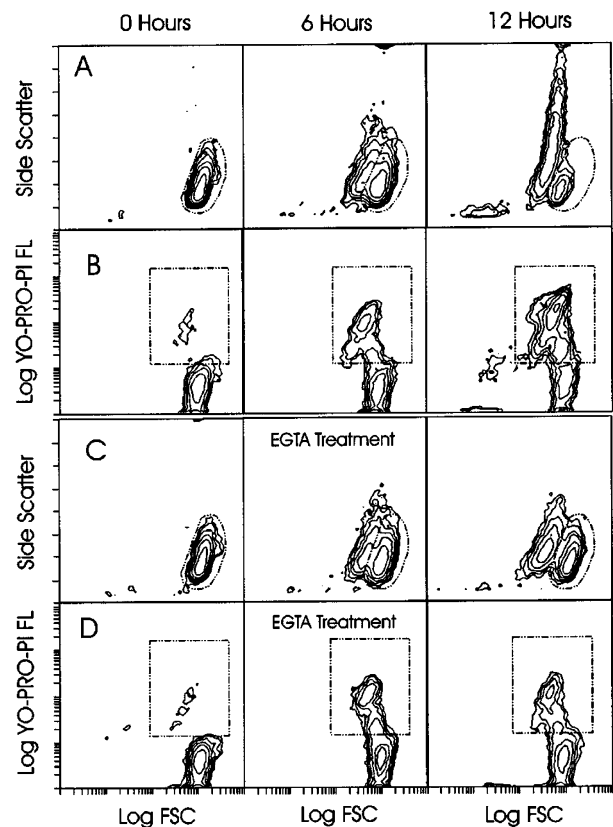 0 Hours
6 Hours
12 Hours
A
Side Scatter
B
Log YO-PRO-PI FL
C
EGTA Treatment
Side Scatter
D
EGTA Treatment
Log YO-PRO-PI FL
Log FSC
Log FSC
Log FSC